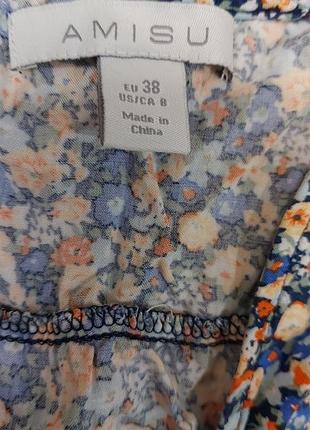 AMISU
EU 38
US/CA 8
Made in
China